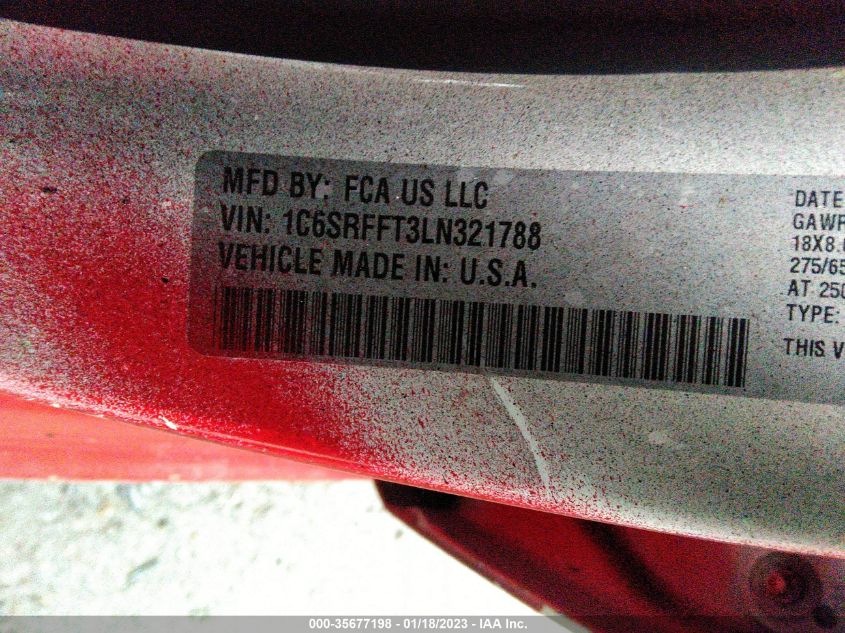 MFD BY: FCA US LLC
VIN: 1C6SRFFT3LN321788
VEHICLE MADE IN: U.S.A.
DATE
GAWR
18X8.
275/65
AT 250
TYPE:
THIS V
000-35677198 - 01/18/2023 - IAA Inc.